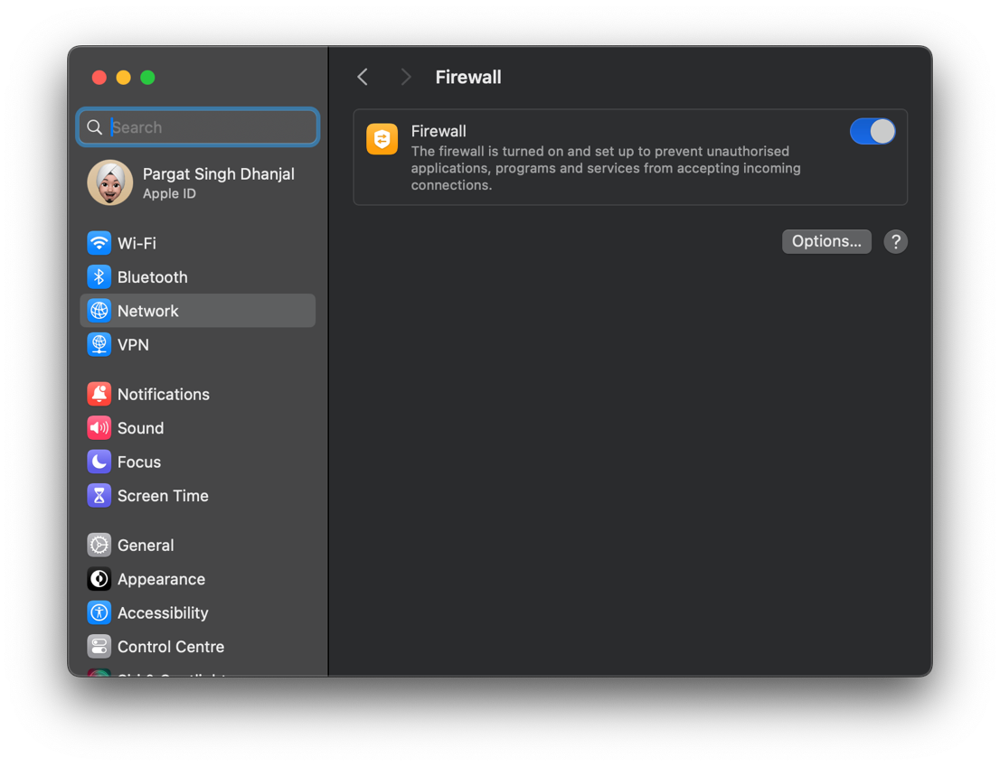 Firewall
Search
Firewall
The firewall is turned on and set up to prevent unauthorised
applications, programs and services from accepting incoming
connections.
Pargat Singh Dhanjal
Apple ID
Options...
?
Wi-Fi
Bluetooth
Network
VPN
Notifications
Sound
Focus
Screen Time
General
Appearance
Accessibility
Control Centre